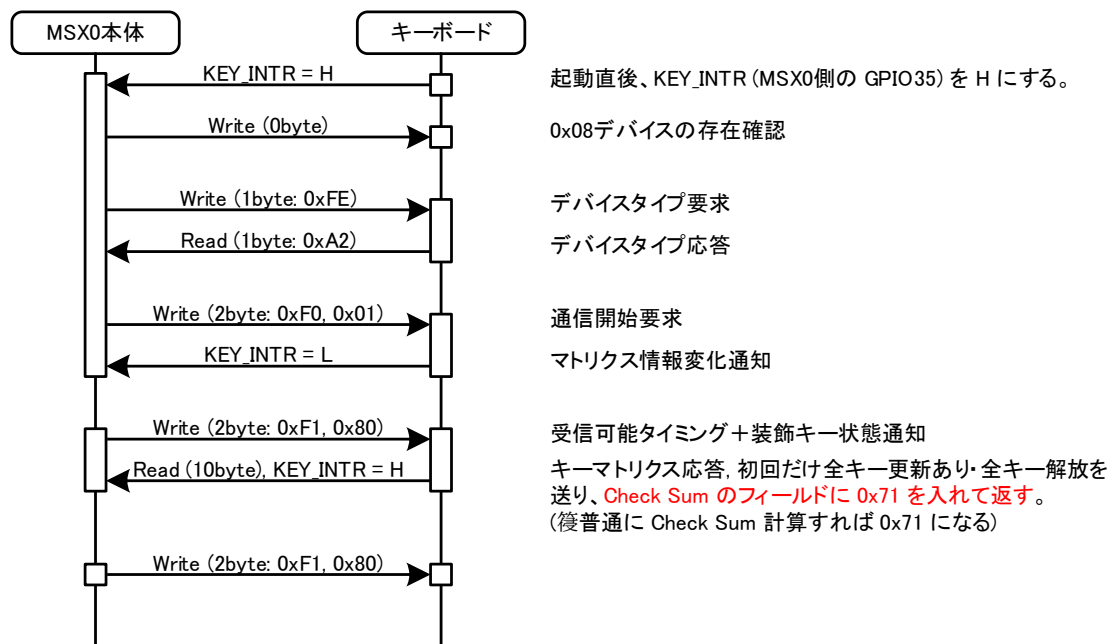 MSX0本体
キーボード
KEY_INTR = H
起動直後、KEY_INTR (MSX0側の GPIO35) を H にする。
Write (0byte)
0x08デバイスの存在確認
Write (1byte: 0xFE)
デバイスタイプ要求
Read (1byte: 0xA2)
デバイスタイプ応答
Write (2byte: 0xF0, 0x01)
通信開始要求
KEY_INTR = L
マトリクス情報変化通知
Write (2byte: 0xF1, 0x80)
受信可能タイミング＋装飾キー状態通知
Read (10byte), KEY_INTR = H
キーマトリクス応答, 初回だけ全キー更新あり・全キー解放を
送り、Check Sum のフィールドに 0x71 を入れて返す。
(普通に Check Sum 計算すれば 0x71 になる)
Write (2byte: 0xF1, 0x80)